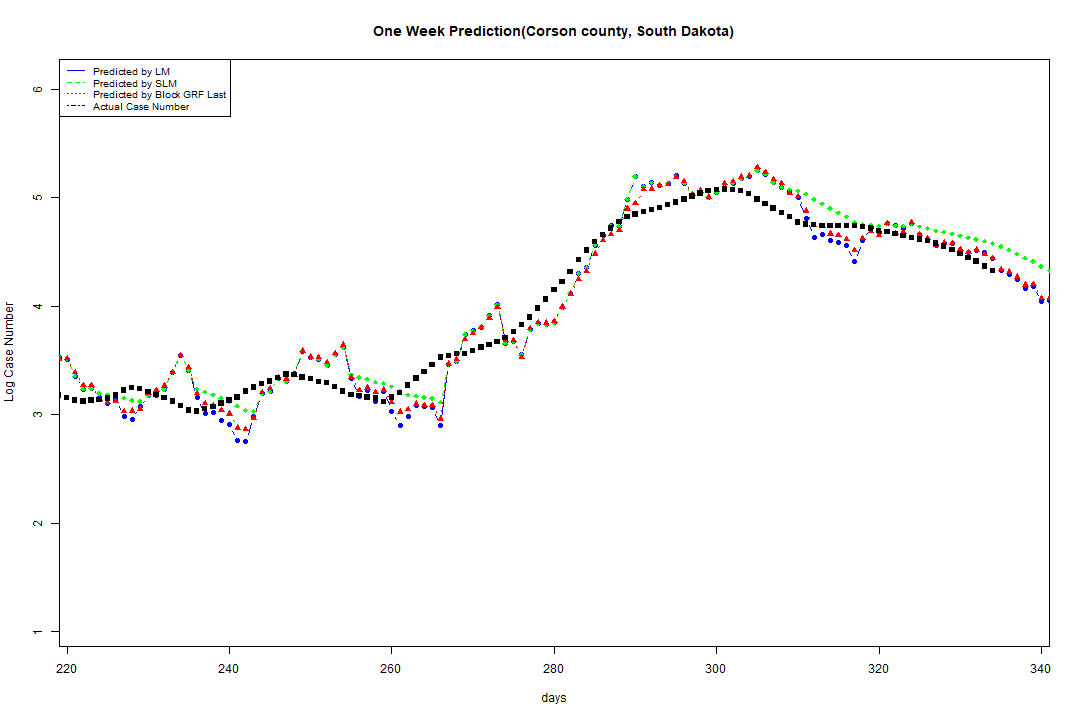 One Week Prediction(Corson county, South Dakota)
Predicted by LM
Predicted by SLM
Predicted by Block GRF Last
Actual Case Number
6
5
4
3
2
1
Log Case Number
220 240 260 280 300 320 340
days